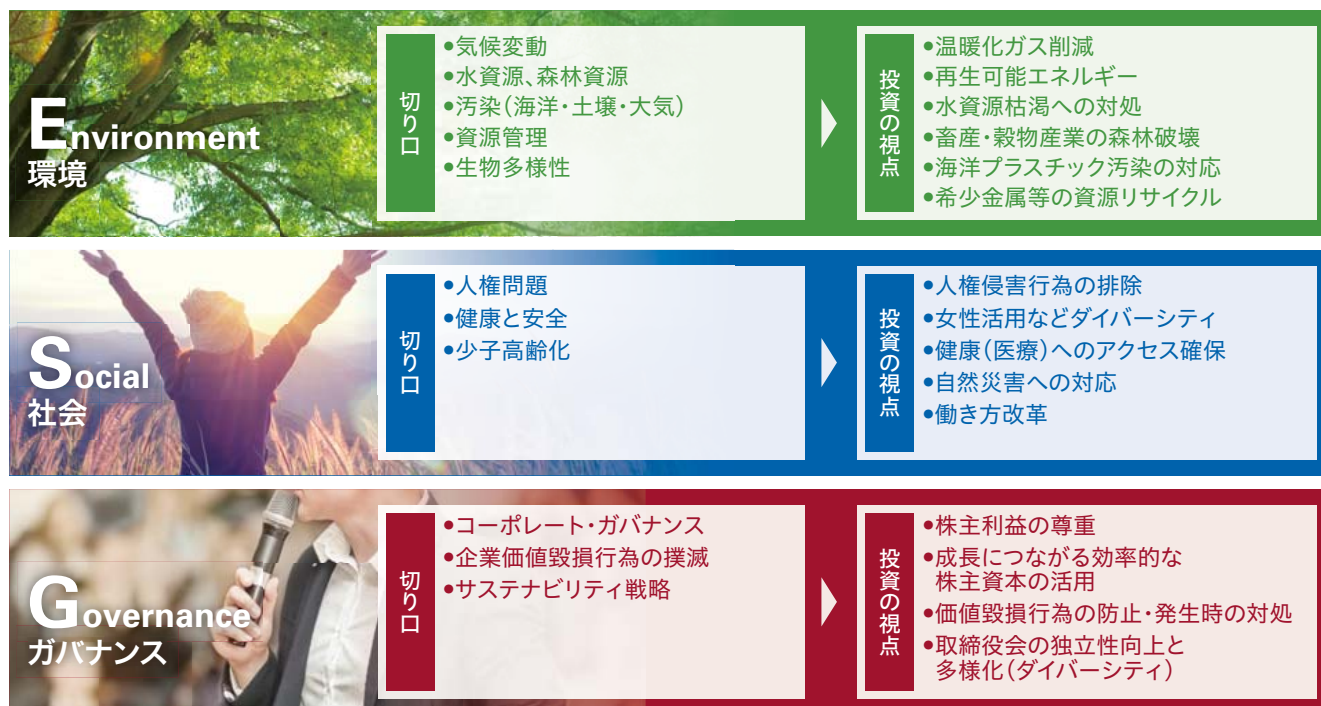 Environment
環境
切り口
•気候変動
•水資源、森林資源
•汚染(海洋・土壌・大気)
•資源管理
•生物多様性
投資の視点
•温暖化ガス削減
•再生可能エネルギー
•水資源枯渇への対処
•畜産・穀物産業の森林破壊
•海洋プラスチック汚染の対応
•希少金属等の資源リサイクル
Social
社会
切り口
•人権問題
•健康と安全
•少子高齢化
投資の視点
•人権侵害行為の排除
•女性活用などダイバーシティ
•健康(医療)へのアクセス確保
•自然災害への対応
•働き方改革
Governance
ガバナンス
切り口
•コーポレート・ガバナンス
•企業価値毀損行為の撲滅
•サステナビリティ戦略
投資の視点
•株主利益の尊重
•成長につながる効率的な
株主資本の活用
•価値毀損行為の防止・発生時の対処
•取締役会の独立性向上と
多様化(ダイバーシティ)